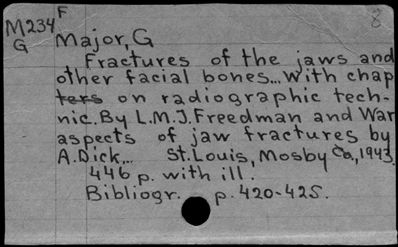 F 8
M234
G Major, G
Fractures of the jaws and
other facial bones... With chap
ters on radiographic tech-
nic. By L.M.J. Freedman and War
aspects of jaw fractures by
A. Dick... St. Louis, Mosby Co., 1943.
446 p. with ill.
Bibliogr. p. 420-425.